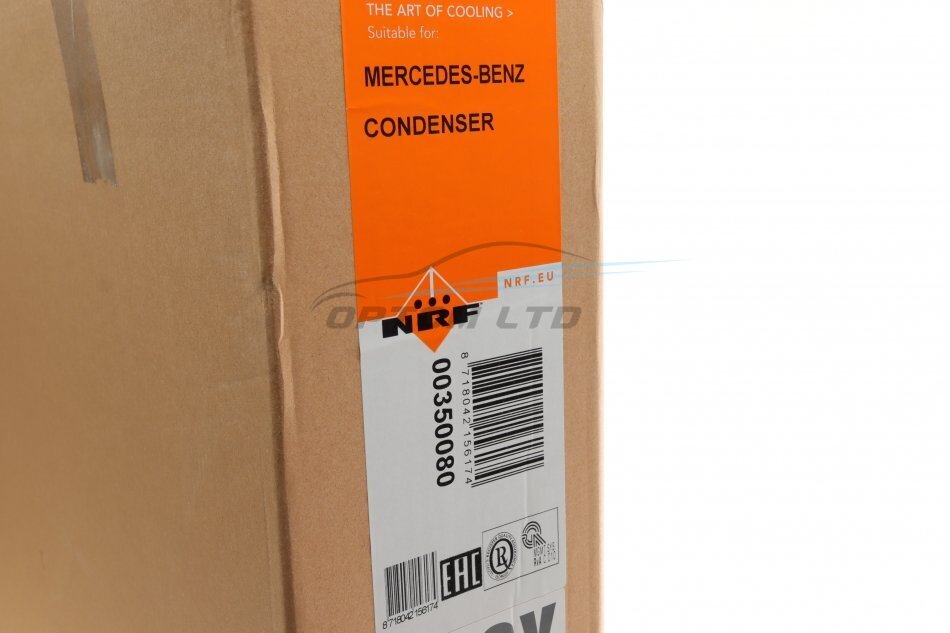 THE ART OF COOLING >
Suitable for:
MERCEDES-BENZ
CONDENSER
NRF.EU
NRF
OPTIM LTD
00350080
8 718042 156174
8 718042 156174
EAC
R